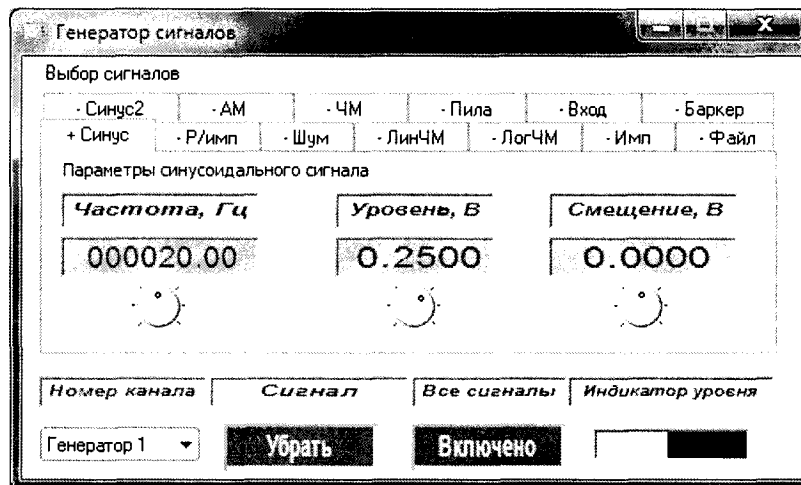 Генератор сигналов
Выбор сигналов
- Синус2 - АМ - ЧМ - Пила - Вход - Баркер
+ Синус - Р/имп - Шум - ЛинЧМ - ЛогЧМ - Имп - Файл
Параметры синусоидального сигнала
Частота, Гц Уровень, В Смещение, В
000020.00 0.2500 0.0000
Номер канала Сигнал Все сигналы Индикатор уровня
Генератор 1 Убрать Включено